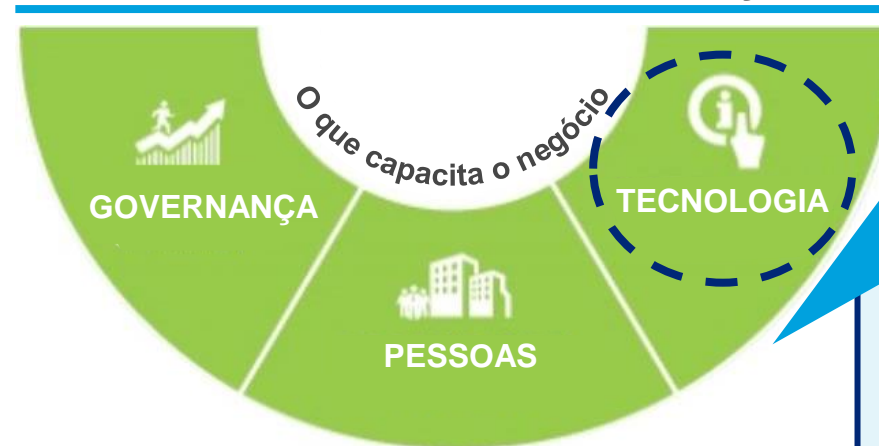 O que capacita o negócio
GOVERNANÇA
TECNOLOGIA
PESSOAS